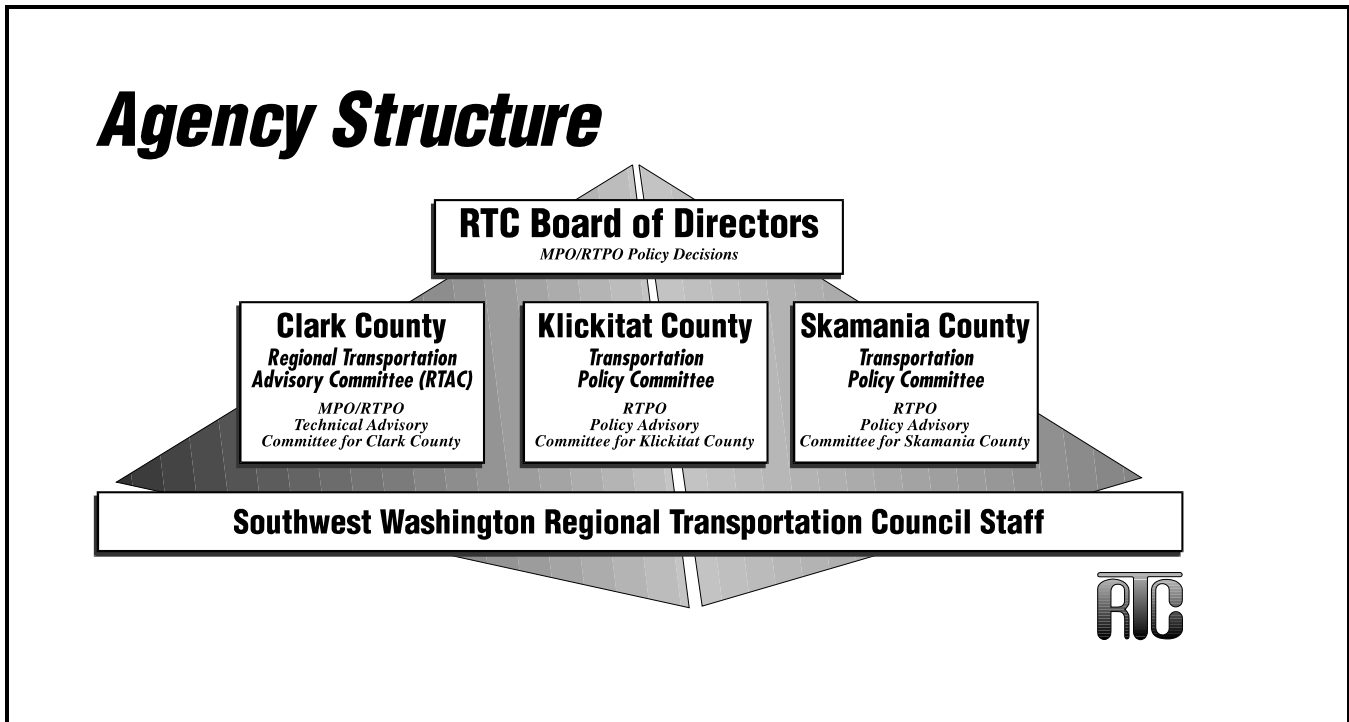 Agency Structure
RTC Board of Directors
MPO/RTPO Policy Decisions
Clark County
Regional Transportation
Advisory Committee (RTAC)
MPO/RTPO
Technical Advisory
Committee for Clark County
Klickitat County
Transportation
Policy Committee
RTPO
Policy Advisory
Committee for Klickitat County
Skamania County
Transportation
Policy Committee
RTPO
Policy Advisory
Committee for Skamania County
Southwest Washington Regional Transportation Council Staff
RTC